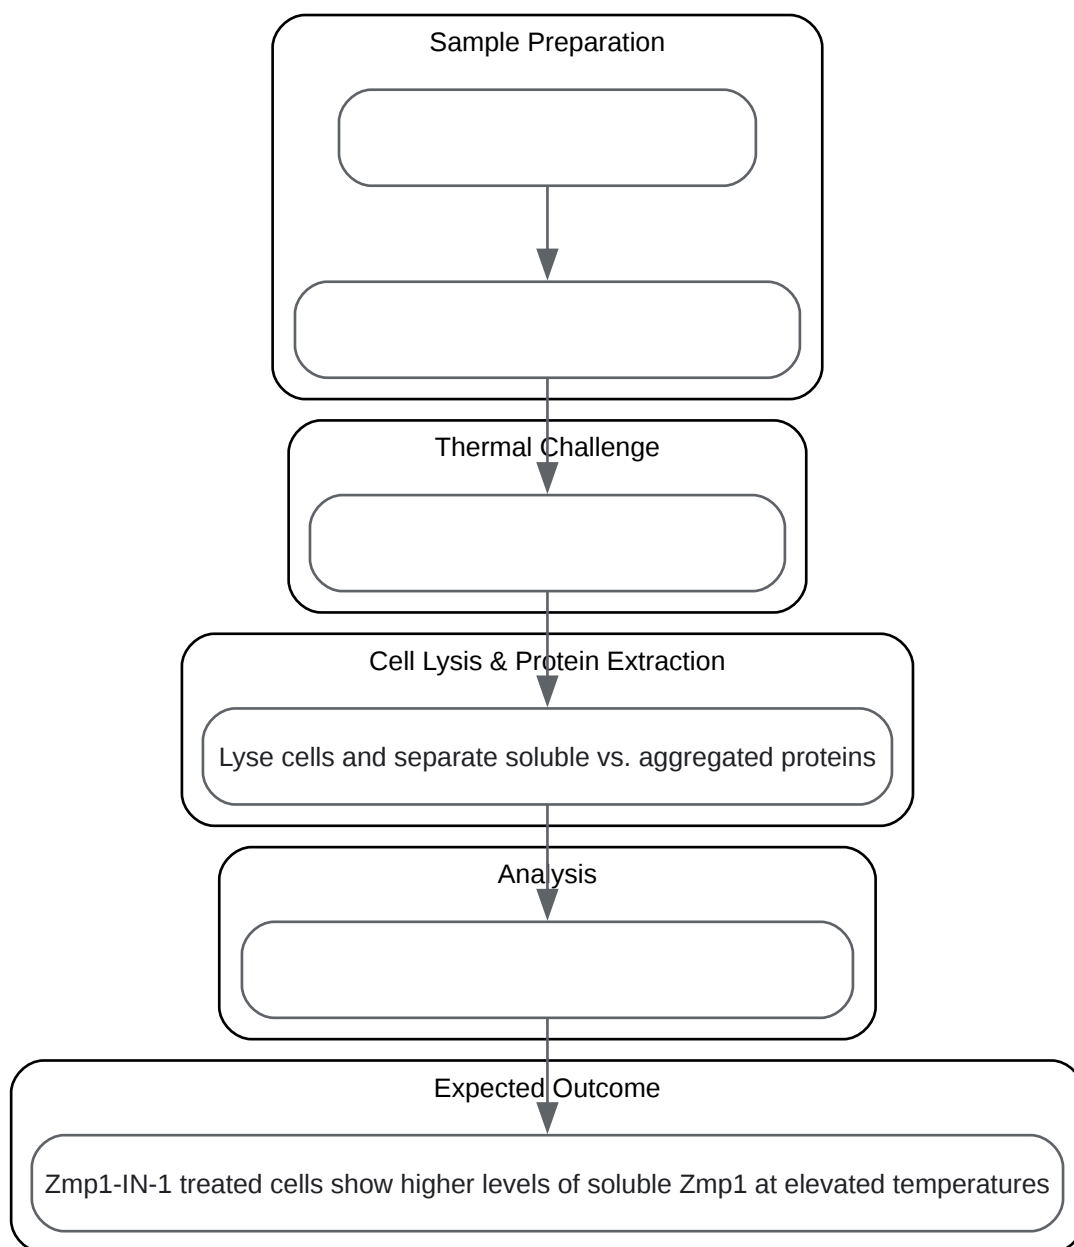 Sample Preparation
Thermal Challenge
Cell Lysis & Protein Extraction
Lyse cells and separate soluble vs. aggregated proteins
Analysis
Expected Outcome
Zmp1-IN-1 treated cells show higher levels of soluble Zmp1 at elevated temperatures